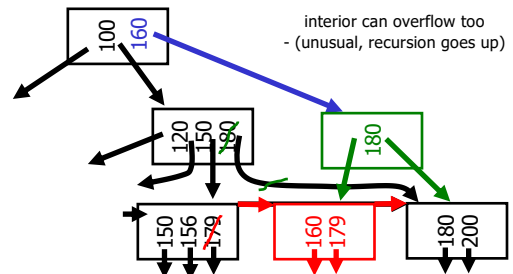 interior can overflow too
- (unusual, recursion goes up)
100 160
120 150 180
180
150 156 179
160 179
180 200